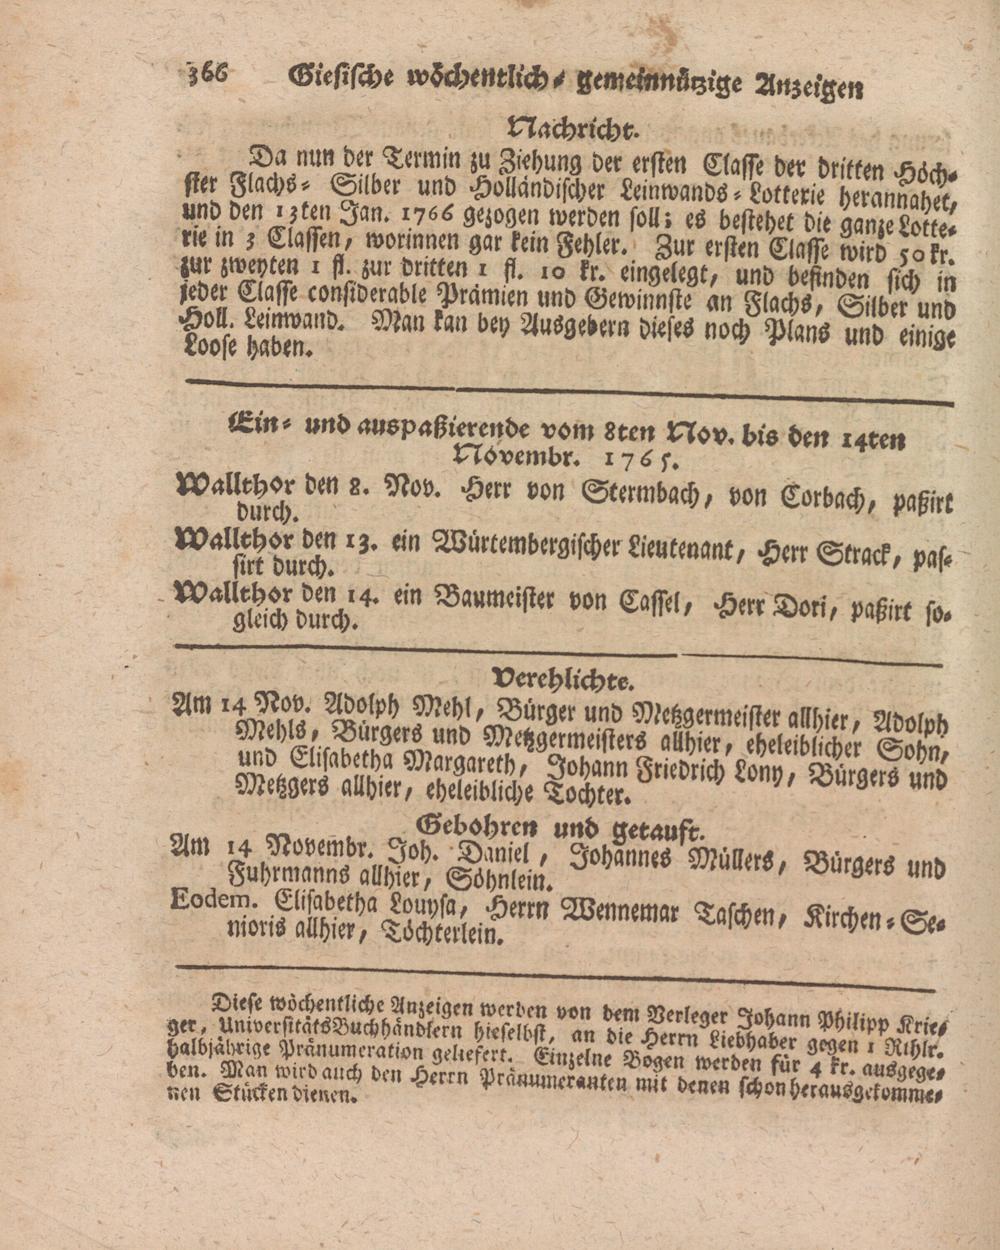 366 Giesische wöchentlich- gemeinnützige Anzeigen
Nachricht.
Da nun der Termin zu Ziehung der ersten Classe der dritten Höch-
ster Flachs- Silber und Holländischer Leinwands-Lotterie herannahet,
und den 13ten Jan. 1766 gezogen werden soll; es bestehet die ganze Lotte-
rie in 3 Classen, worinnen gar kein Fehler. Zur ersten Classe wird 50 kr.
zur zweyten 1 fl. zur dritten 1 fl. 10 kr. eingelegt, und befinden sich in
jeder Classe considerable Prämien und Gewinnste an Flachs, Silber und
Holl. Leinwand. Man kan bey Ausgebern dieses noch Plans und einige
Loose haben.
Ein- und auspaßierende vom 8ten Nov. bis den 14ten
Novembr. 1765.
Wallthor den 8. Nov. Herr von Stermbach, von Corbach, paßirt
durch.
Wallthor den 13. ein Würtembergischer Lieutenant, Herr Strack, pas-
sirt durch.
Wallthor den 14. ein Baumeister von Cassel, Herr Dori, paßirt so-
gleich durch.
Verehlichte.
Am 14 Nov. Adolph Mehl, Bürger und Metzgermeister allhier, Adolph
Mehls, Bürgers und Metzgermeisters allhier, eheleiblicher Sohn,
und Elisabetha Margareth, Johann Friedrich Lony, Bürgers und
Metzgers allhier, eheleibliche Tochter.
Gebohren und getauft.
Am 14 Novembr. Joh. Daniel, Johannes Müllers, Bürgers und
Fuhrmanns allhier, Söhnlein.
Eodem. Elisabetha Louysa, Herrn Wennemar Taschen, Kirchen-Se-
nioris allhier, Töchterlein.
Diese wöchentliche Anzeigen werden von dem Verleger Johann Philipp Krie-
ger, UniversitätsBuchhändlern hieselbst, an die Herrn Liebhaber gegen 1 Rthlr.
halbjährige Pränumeration geliefert. Einzelne Bogen werden für 4 kr. ausgege-
ben. Man wird auch den Herrn Pränumeranten mit denen schon herausgekomme-
nen Stücken dienen.